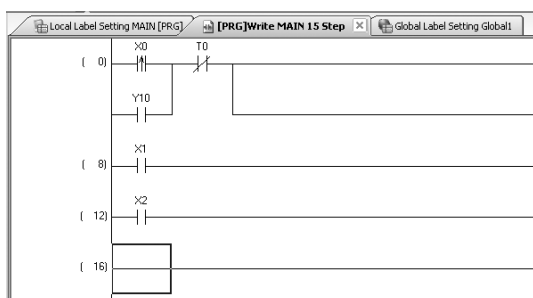 Local Label Setting MAIN [PRG] [PRG]Write MAIN 15 Step Global Label Setting Global1
X0 T0
( 0)
Y10
X1
( 8)
X2
( 12)
( 16)